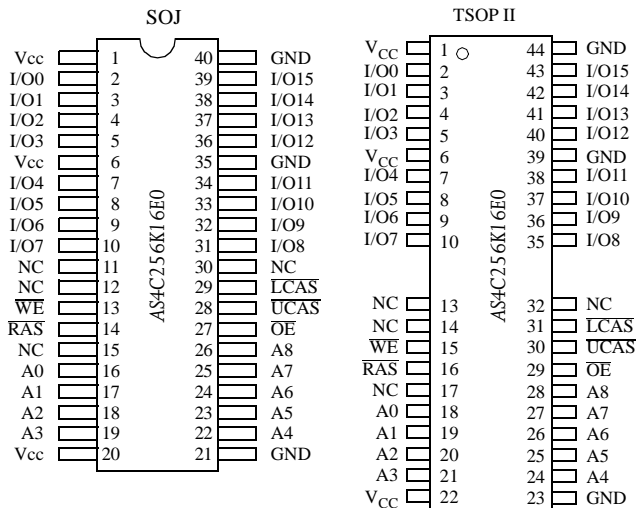 SOJ
Vcc 1 40 GND
I/O0 2 39 I/O15
I/O1 3 38 I/O14
I/O2 4 37 I/O13
I/O3 5 36 I/O12
Vcc 6 35 GND
I/O4 7 34 I/O11
I/O5 8 33 I/O10
I/O6 9 32 I/O9
I/O7 10 31 I/O8
NC 11 30 NC
NC 12 29 LCAS
WE 13 28 UCAS
RAS 14 27 OE
NC 15 26 A8
A0 16 25 A7
A1 17 24 A6
A2 18 23 A5
A3 19 22 A4
Vcc 20 21 GND
AS4C256K16E0
TSOP II
VCC 1 44 GND
I/O0 2 43 I/O15
I/O1 3 42 I/O14
I/O2 4 41 I/O13
I/O3 5 40 I/O12
VCC 6 39 GND
I/O4 7 38 I/O11
I/O5 8 37 I/O10
I/O6 9 36 I/O9
I/O7 10 35 I/O8
NC 13 32 NC
NC 14 31 LCAS
WE 15 30 UCAS
RAS 16 29 OE
NC 17 28 A8
A0 18 27 A7
A1 19 26 A6
A2 20 25 A5
A3 21 24 A4
VCC 22 23 GND
AS4C256K16E0